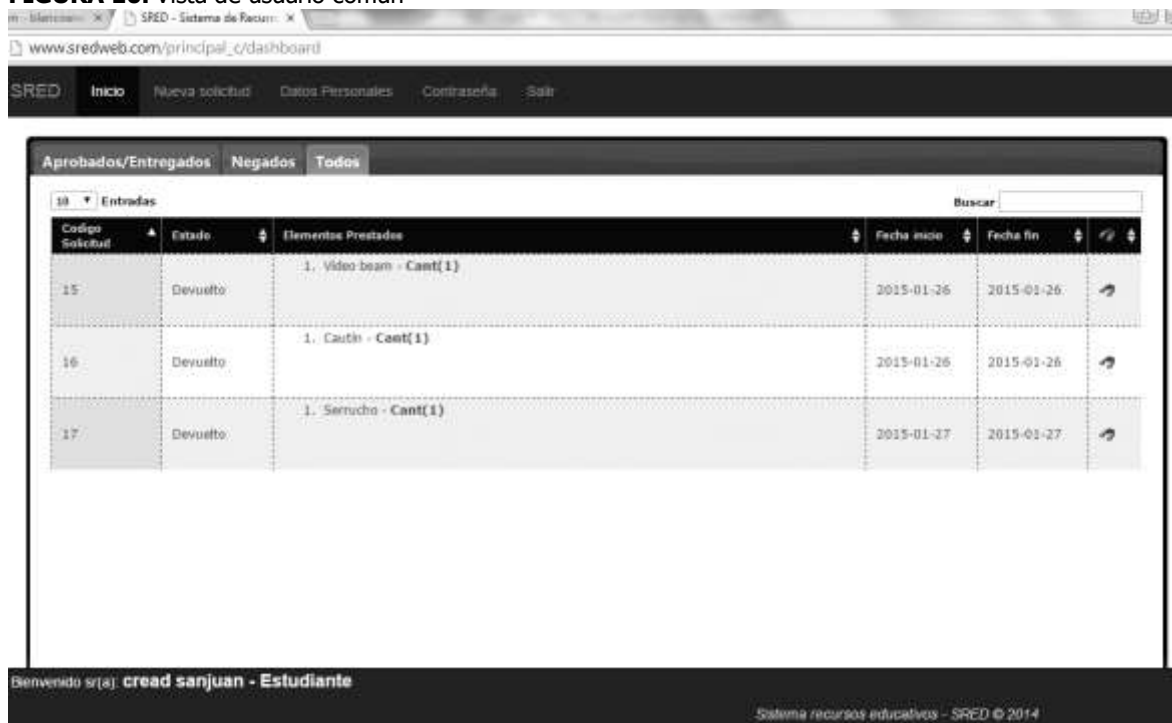 FIGURA 20. Vista de usuario común
SRED - Sistema de Recurs
www.sredweb.com/principal_c/dashboard
SRED Inicio Nueva solicitud Datos Personales Contraseña Salir
Aprobados/Entregados Negados Todos
10 Entradas Buscar
Codigo Solicitud Estado Elementos Prestados Fecha inicio Fecha fin
15 Devuelto 1. Video beam - Cant(1) 2015-01-26 2015-01-26
16 Devuelto 1. Cautin - Cant(1) 2015-01-26 2015-01-26
17 Devuelto 1. Serrucho - Cant(1) 2015-01-27 2015-01-27
Bienvenido sr(a): cread sanjuan - Estudiante
Sistema recursos educativos - SRED © 2014